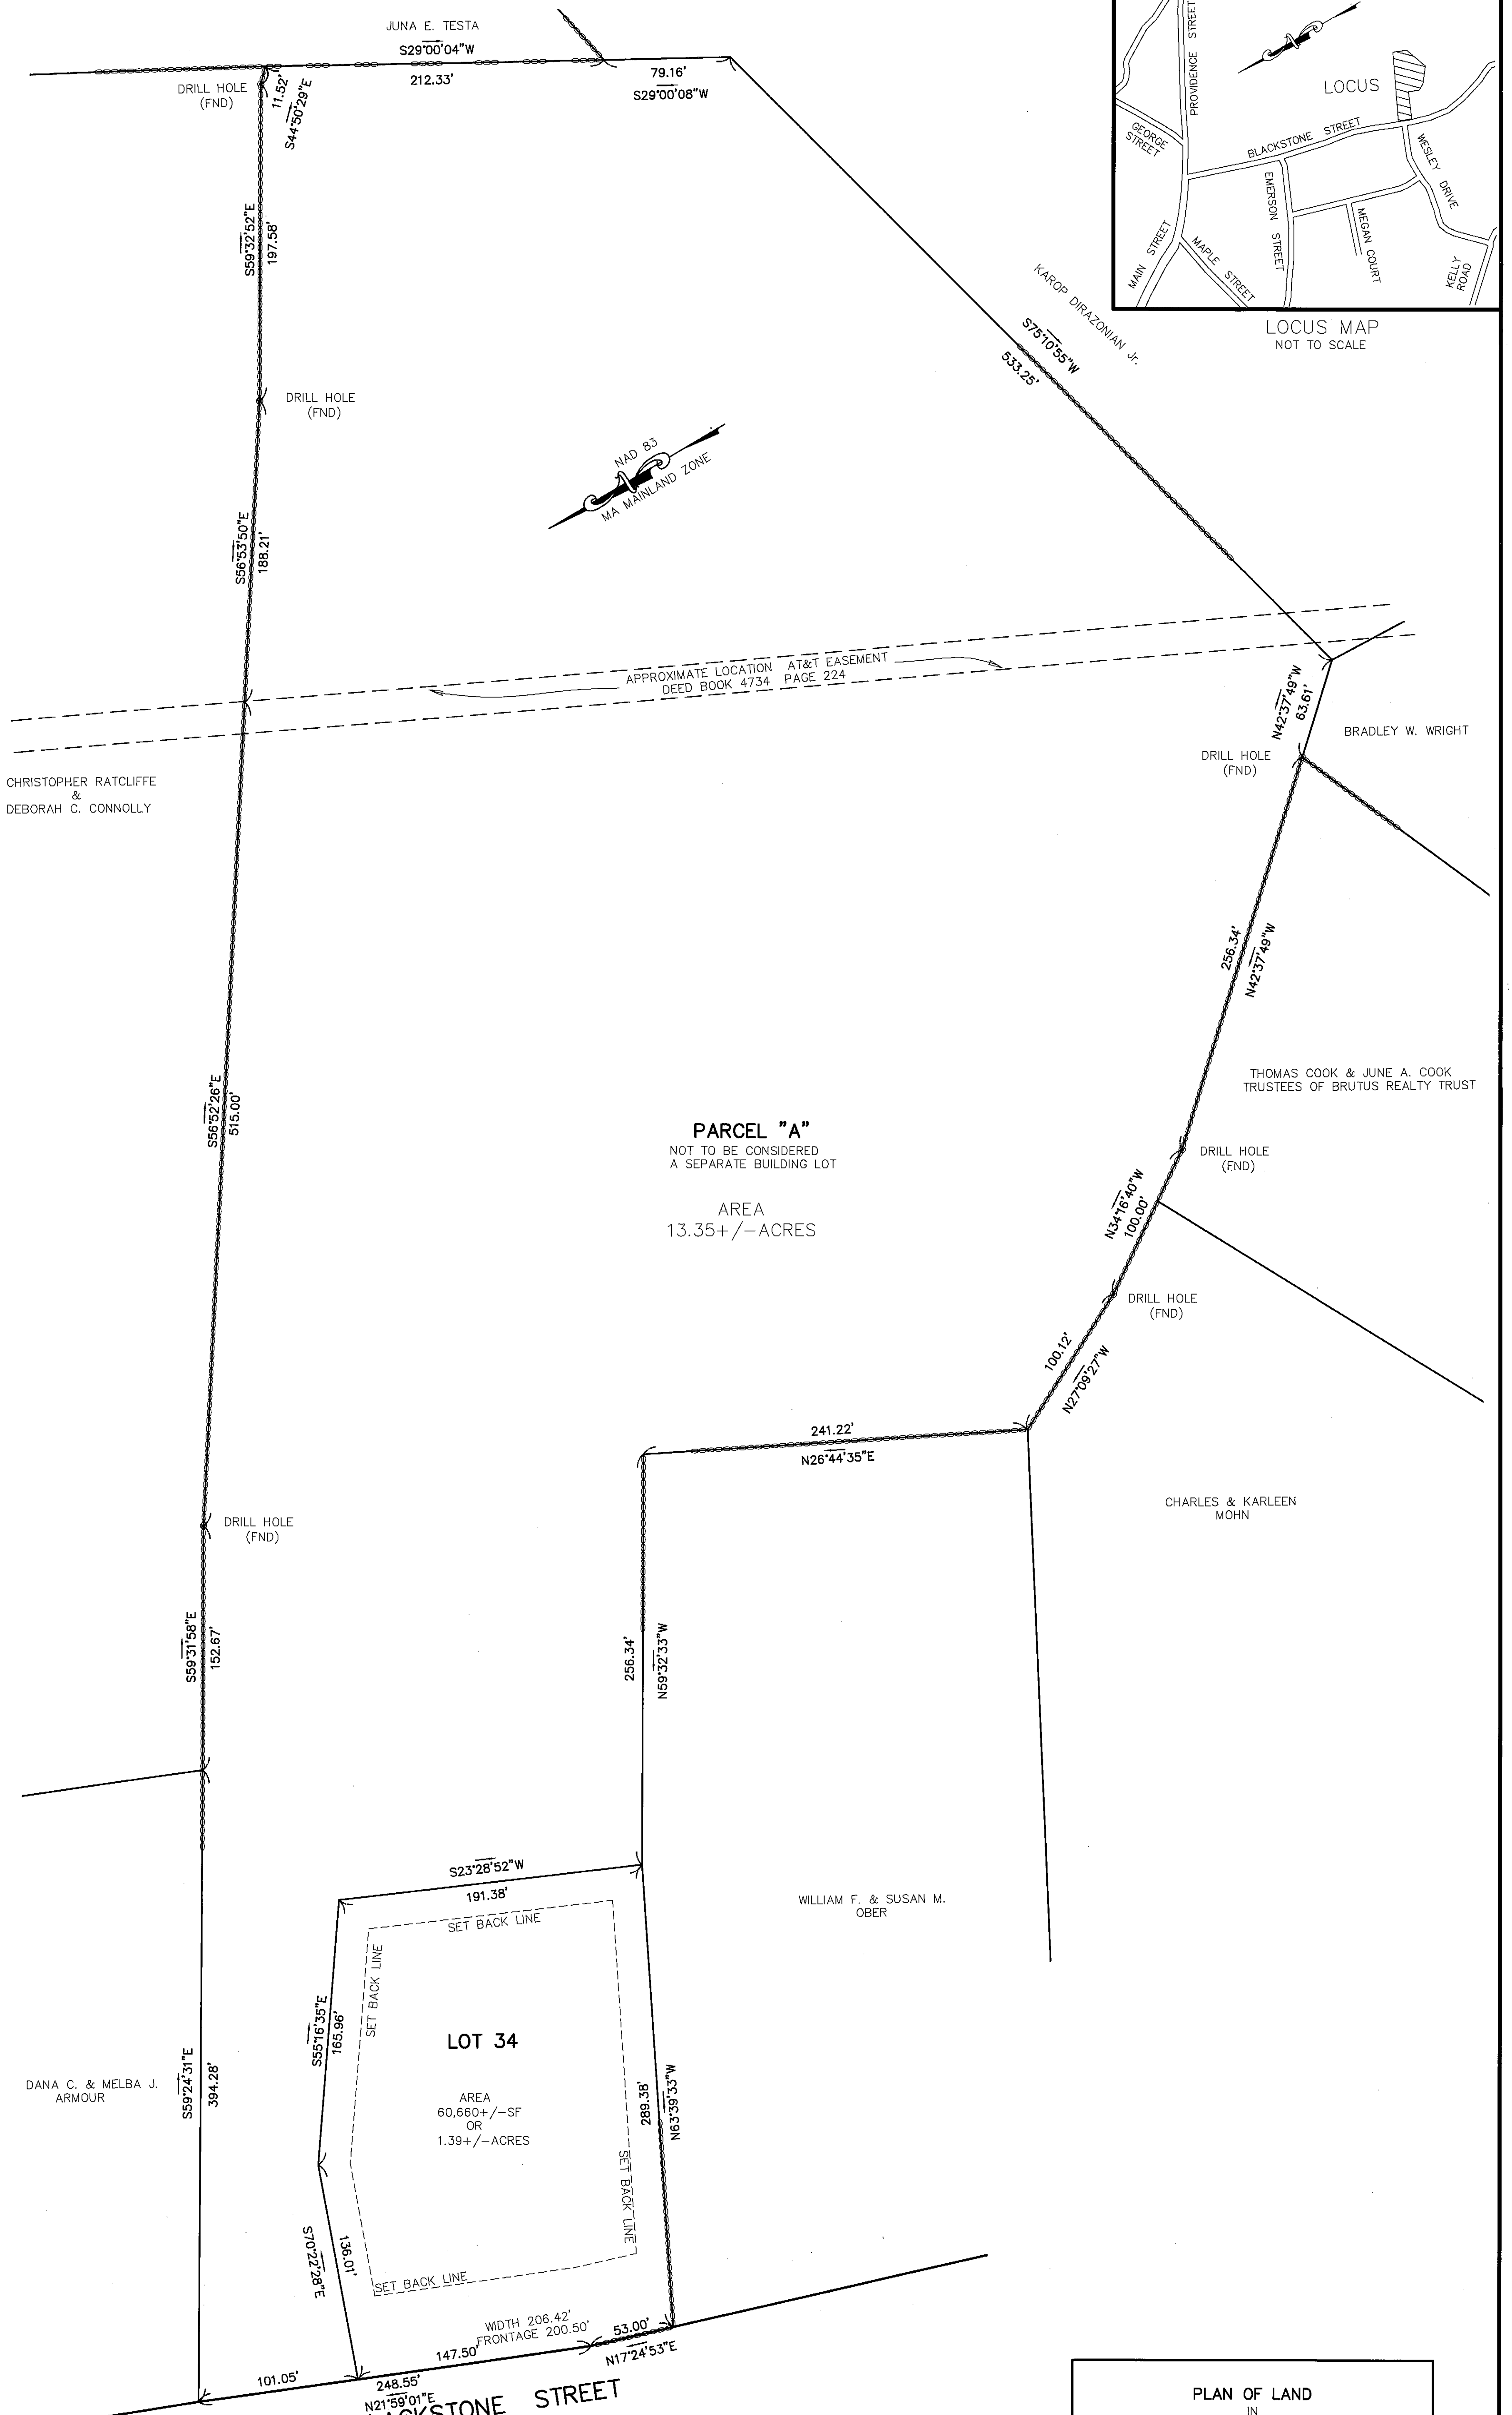 JUNA E. TESTA
S29°00'04"W
212.33'
79.16'
S29°00'08"W
DRILL HOLE
(FND)
11.52'
S44°50'29"E
S59°32'52"E
197.58'
DRILL HOLE
(FND)
PROVIDENCE STREET
LOCUS
GEORGE
STREET
BLACKSTONE STREET
WESLEY DRIVE
EMERSON STREET
MEGAN COURT
MAIN STREET
MAPLE STREET
KELLY
ROAD
LOCUS MAP
NOT TO SCALE
KAROP DIRAZONIAN Jr.
S75°10'55"W
533.25'
NAD 83
N
MA MAINLAND ZONE
S56°53'50"E
188.21'
APPROXIMATE LOCATION AT&T EASEMENT
DEED BOOK 4734 PAGE 224
N42°37'49"W
63.61'
BRADLEY W. WRIGHT
DRILL HOLE
(FND)
CHRISTOPHER RATCLIFFE
&
DEBORAH C. CONNOLLY
256.34'
N42°37'49"W
THOMAS COOK & JUNE A. COOK
TRUSTEES OF BRUTUS REALTY TRUST
S56°52'26"E
515.00'
PARCEL "A"
NOT TO BE CONSIDERED
A SEPARATE BUILDING LOT
AREA
13.35+/-ACRES
DRILL HOLE
(FND)
N34°16'40"W
100.00'
DRILL HOLE
(FND)
100.12'
N27°09'27"W
241.22'
N26°44'35"E
CHARLES & KARLEEN
MOHN
DRILL HOLE
(FND)
S59°31'58"E
152.67'
256.34'
N59°32'33"W
S23°28'52"W
191.38'
SET BACK LINE
SET BACK LINE
WILLIAM F. & SUSAN M.
OBER
S55°16'35"E
165.96'
LOT 34
AREA
60,660+/-SF
OR
1.39+/-ACRES
DANA C. & MELBA J.
ARMOUR
S59°24'31"E
394.28'
289.38'
N63°39'33"W
SET BACK LINE
S70°22'28"E
136.01'
SET BACK LINE
WIDTH 206.42'
FRONTAGE 200.50'
53.00'
N17°24'53"E
147.50'
101.05'
248.55'
N21°59'01"E
STREET
PLAN OF LAND
IN